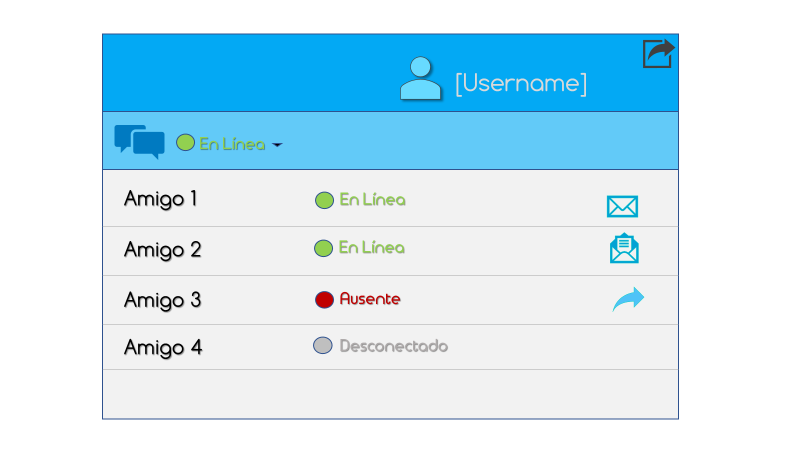 [Username]
En Línea
Amigo 1 En Línea
Amigo 2 En Línea
Amigo 3 Ausente
Amigo 4 Desconectado